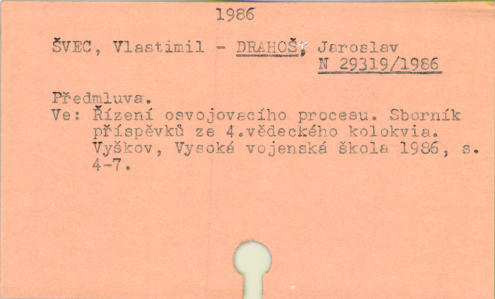 1986
ŠVEC, Vlastimil - DRAHOŠ, Jaroslav
N 29319/1986
Předmluva.
Ve: Řízení osvojovacího procesu. Sborník
příspěvků ze 4.vědeckého kolokvia.
Vyškov, Vysoká vojenská škola 1986, s.
4-7.